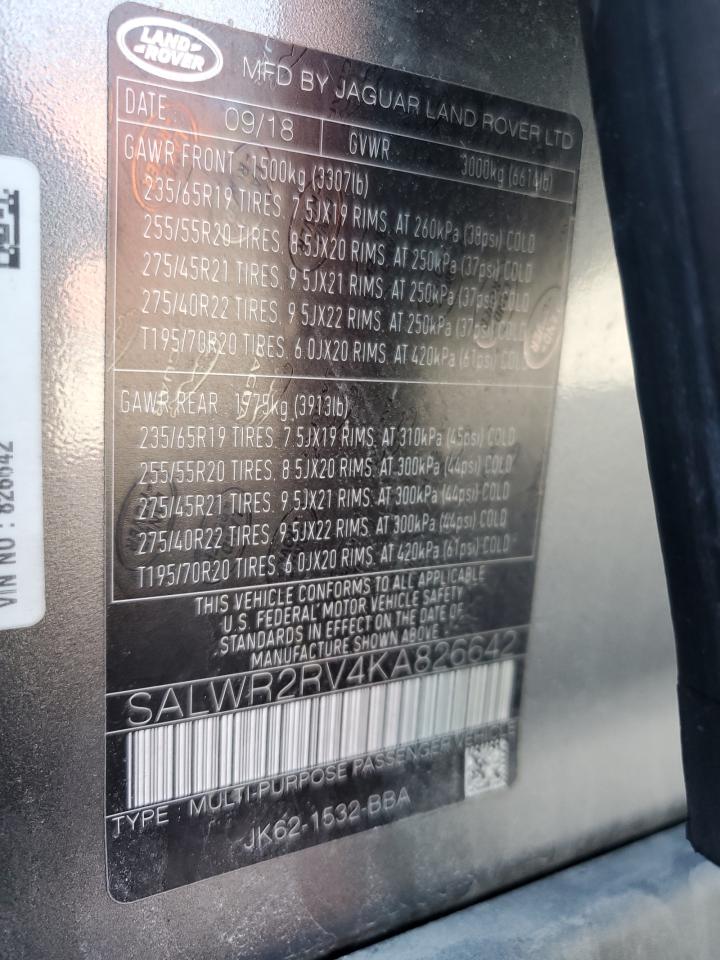 LAND ROVER
MFD BY JAGUAR LAND ROVER LTD
DATE: 09/18 GVWR 3000kg (6614lb)
GAWR FRONT 1500kg (3307lb)
235/65R19 TIRES, 7.5JX19 RIMS, AT 260kPa (38psi) COLD
255/55R20 TIRES, 8.5JX20 RIMS, AT 250kPa (37psi) COLD
275/45R21 TIRES, 9.5JX21 RIMS, AT 250kPa (37psi) COLD
275/40R22 TIRES, 9.5JX22 RIMS, AT 250kPa (37psi) COLD
T195/70R20 TIRES, 6.0JX20 RIMS, AT 420kPa (61psi) COLD
GAWR REAR 1775kg (3913lb)
235/65R19 TIRES, 7.5JX19 RIMS, AT 310kPa (45psi) COLD
255/55R20 TIRES, 8.5JX20 RIMS, AT 300kPa (44psi) COLD
275/45R21 TIRES, 9.5JX21 RIMS, AT 300kPa (44psi) COLD
275/40R22 TIRES, 9.5JX22 RIMS, AT 300kPa (44psi) COLD
T195/70R20 TIRES, 6.0JX20 RIMS, AT 420kPa (61psi) COLD
THIS VEHICLE CONFORMS TO ALL APPLICABLE
U.S. FEDERAL MOTOR VEHICLE SAFETY
STANDARDS IN EFFECT ON THE DATE OF
MANUFACTURE SHOWN ABOVE.
SALWR2RV4KA826642
TYPE : MULTI-PURPOSE PASSENGER VEHICLE
JK62-1532-BBA
VIN NO : 826642